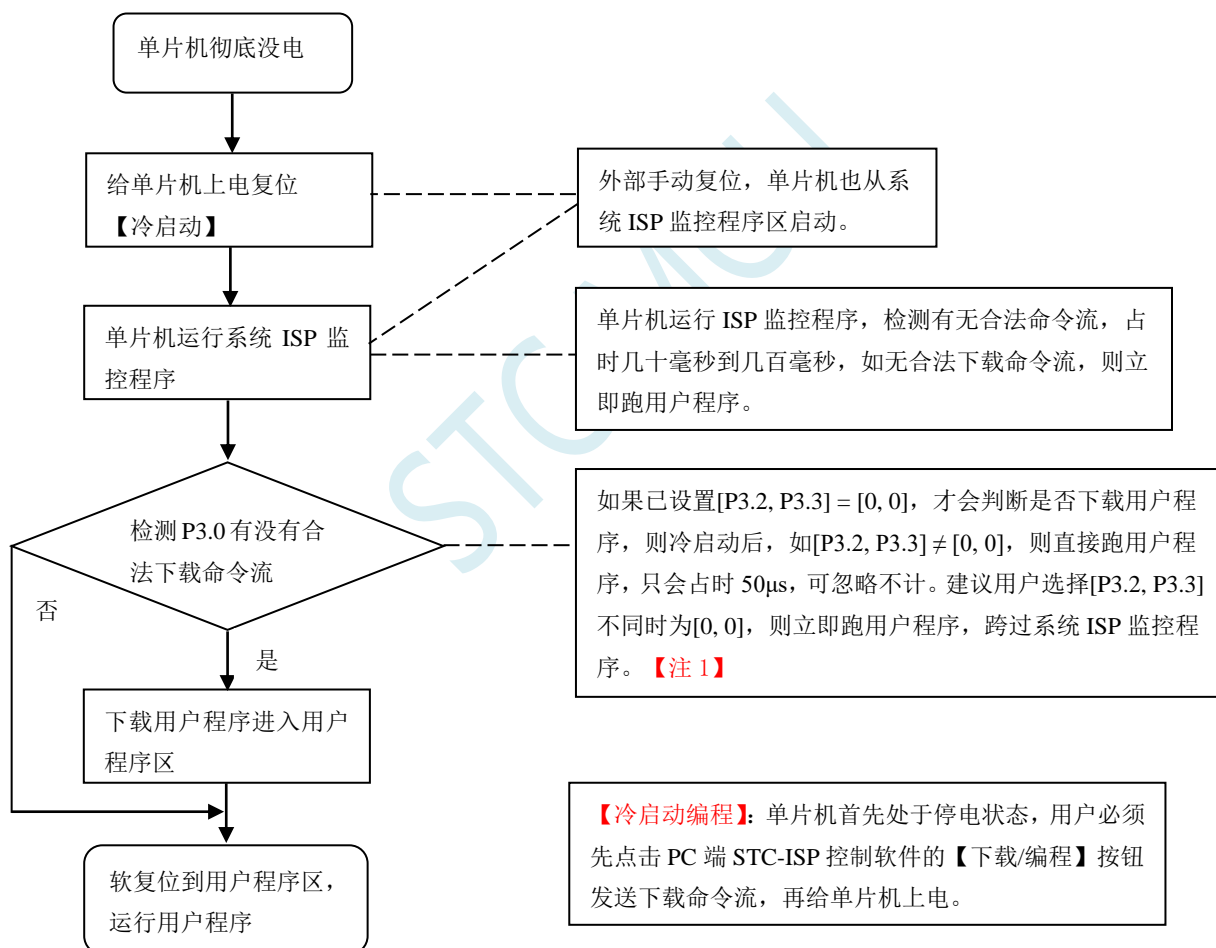 单片机彻底没电
给单片机上电复位
【冷启动】
外部手动复位，单片机也从系
统 ISP 监控程序区启动。
单片机运行系统 ISP 监
控程序
单片机运行 ISP 监控程序，检测有无合法命令流，占
时几十毫秒到几百毫秒，如无合法下载命令流，则立
即跑用户程序。
检测 P3.0 有没有合
法下载命令流
如果已设置[P3.2, P3.3] = [0, 0]，才会判断是否下载用户程
序，则冷启动后，如[P3.2, P3.3] ≠ [0, 0]，则直接跑用户程
序，只会占时 50μs，可忽略不计。建议用户选择[P3.2, P3.3]
不同时为[0, 0]，则立即跑用户程序，跨过系统 ISP 监控程
序。【注 1】
否
是
下载用户程序进入用户
程序区
【冷启动编程】：单片机首先处于停电状态，用户必须
先点击 PC 端 STC-ISP 控制软件的【下载/编程】按钮
发送下载命令流，再给单片机上电。
软复位到用户程序区，
运行用户程序
STC MCU